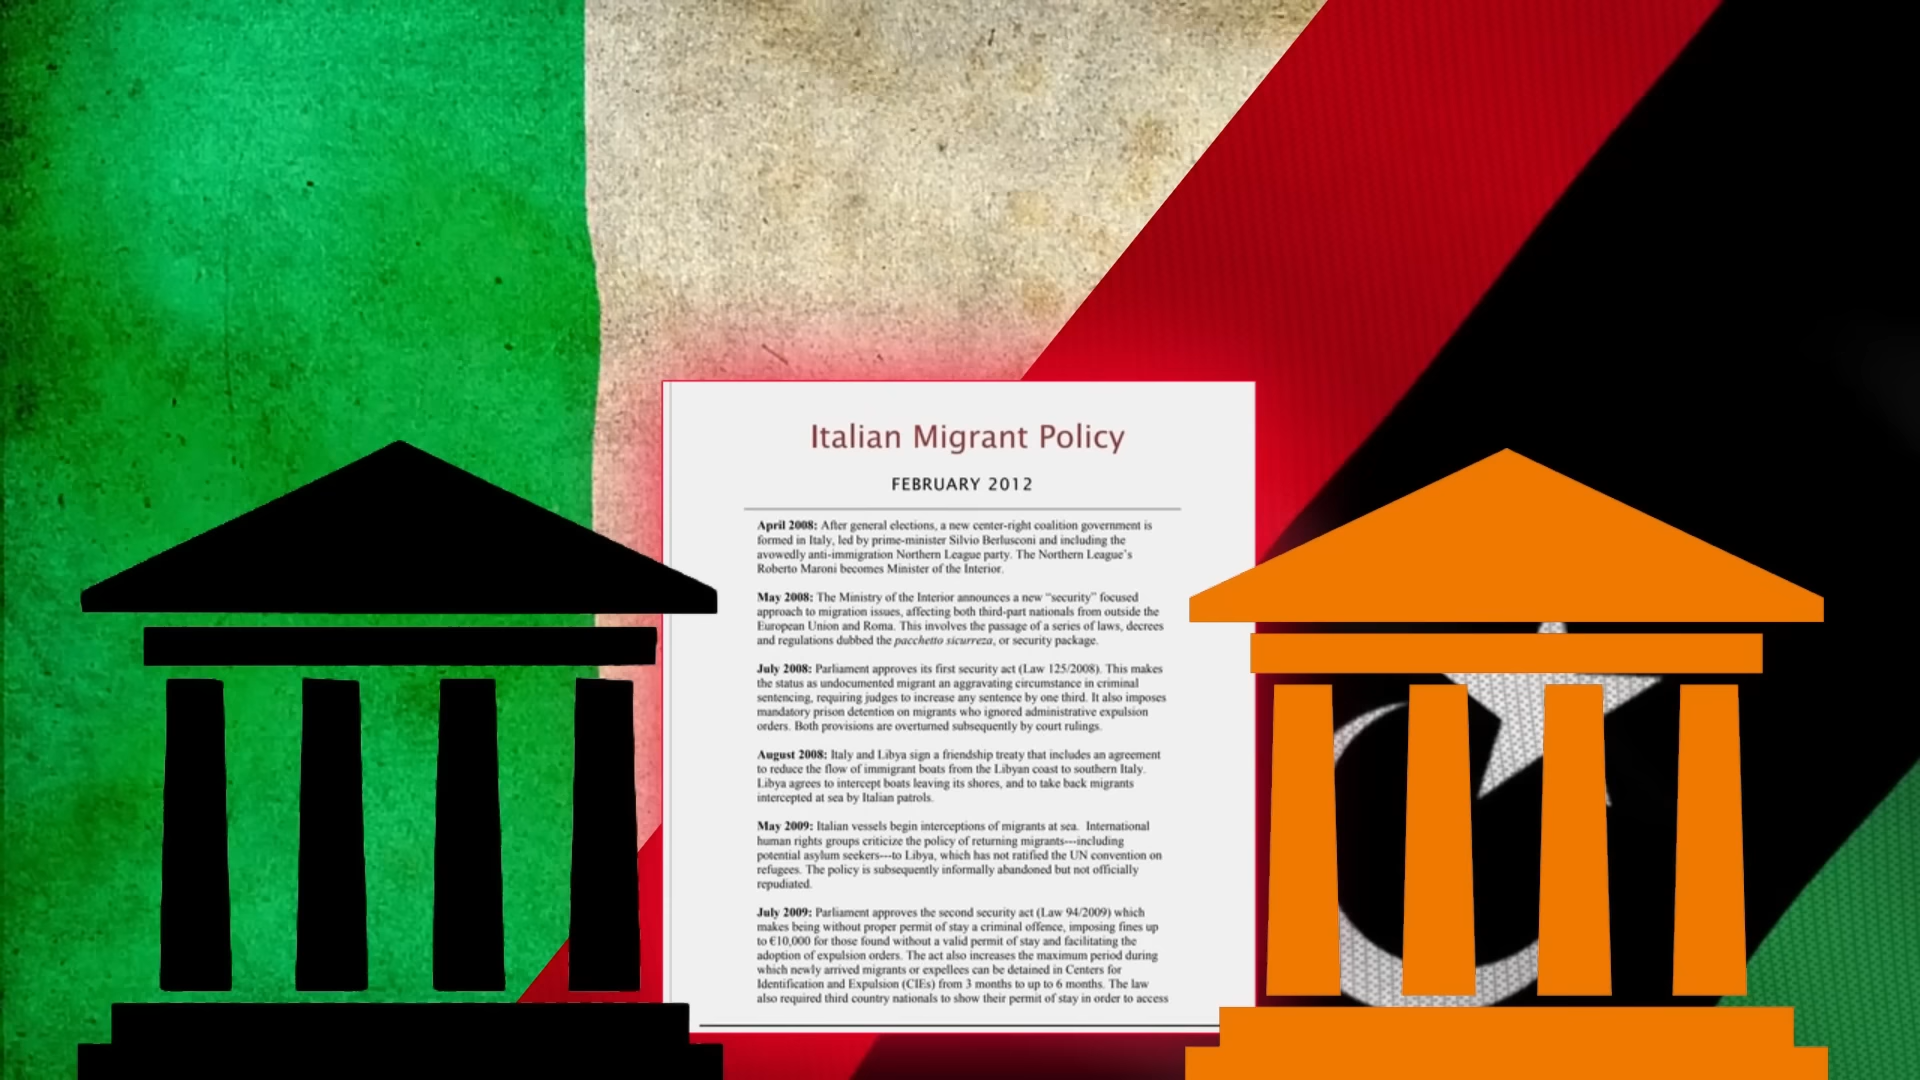 Italian Migrant Policy
FEBRUARY 2012
April 2008: After general elections, a new center-right coalition government is
formed in Italy, led by prime-minister Silvio Berlusconi and including the
avowedly anti-immigration Northern League party. The Northern League's
Roberto Maroni becomes Minister of the Interior.
May 2008: The Ministry of the Interior announces a new “security” focused
approach to migration issues, affecting both third-part nationals from outside the
European Union and Roma. This involves the passage of a series of laws, decrees
and regulations dubbed the pacchetto sicurreza, or security package.
July 2008: Parliament approves its first security act (Law 125/2008). This makes
the status as undocumented migrant an aggravating circumstance in criminal
sentencing, requiring judges to increase any sentence by one third. It also imposes
mandatory prison detention on migrants who ignored administrative expulsion
orders. Both provisions are overturned subsequently by court rulings.
August 2008: Italy and Libya sign a friendship treaty that includes an agreement
to reduce the flow of immigrant boats from the Libyan coast to southern Italy.
Libya agrees to intercept boats leaving its shores, and to take back migrants
intercepted at sea by Italian patrols.
May 2009: Italian vessels begin interceptions of migrants at sea. International
human rights groups criticize the policy of returning migrants---including
potential asylum seekers---to Libya, which has not ratified the UN convention on
refugees. The policy is subsequently informally abandoned but not officially
repudiated.
July 2009: Parliament approves the second security act (Law 94/2009) which
makes being without proper permit of stay a criminal offence, imposing fines up
to €10,000 for those found without a valid permit of stay and facilitating the
adoption of expulsion orders. The act also increases the maximum period during
which newly arrived migrants or expellees can be detained in Centers for
Identification and Expulsion (CIEs) from 3 months to up to 6 months. The law
also required third country nationals to show their permit of stay in order to access